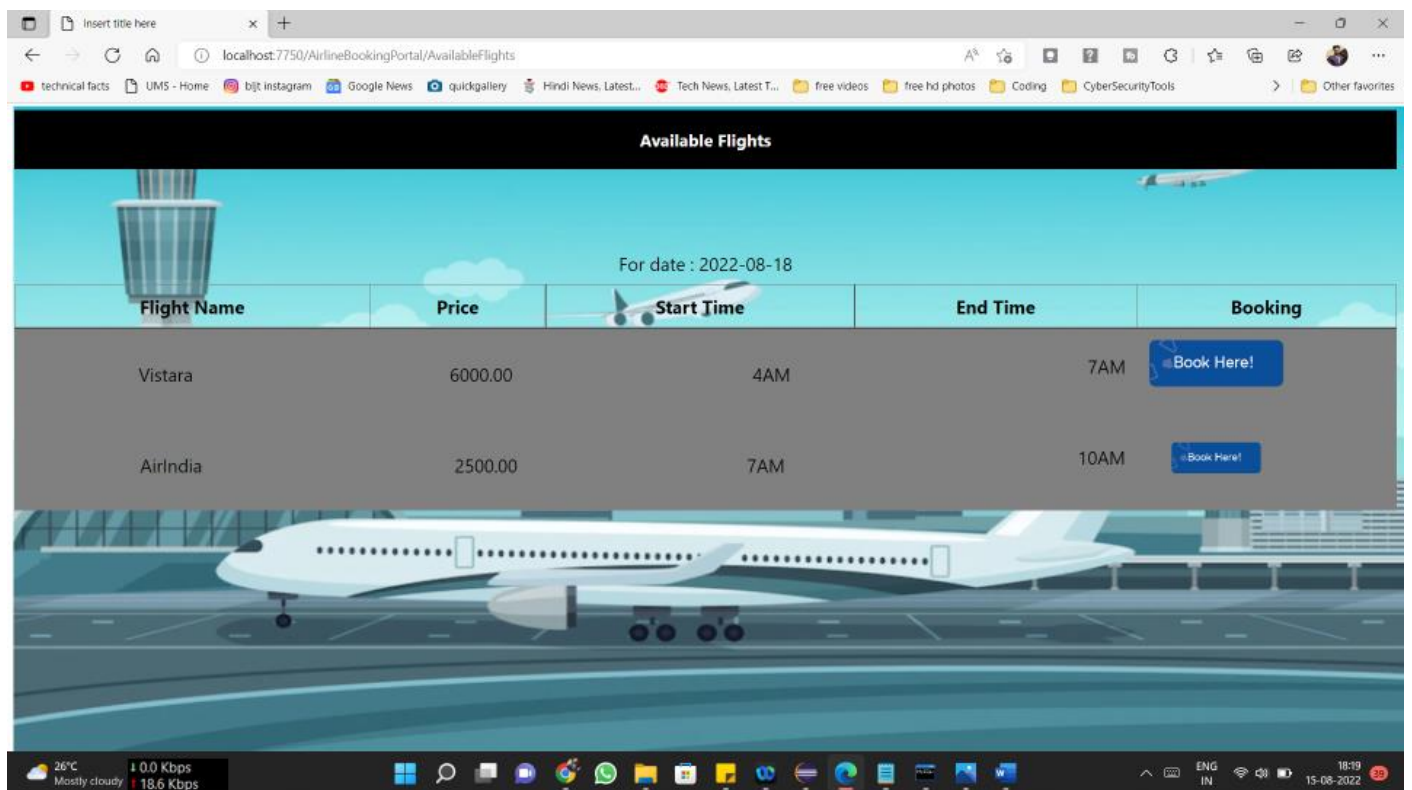 Insert title here
localhost:7750/AirlineBookingPortal/AvailableFlights
technical facts UMS - Home bljt instagram Google News quickgallery Hindi News, Latest... Tech News, Latest T... free videos free hd photos Coding CyberSecurityTools Other favorites
Available Flights
For date : 2022-08-18
Flight Name Price Start Time End Time Booking
Vistara 6000.00 4AM 7AM Book Here!
AirIndia 2500.00 7AM 10AM Book Here!
26°C 0.0 Kbps ENG 18:19
Mostly cloudy 18.6 Kbps IN 15-08-2022 39